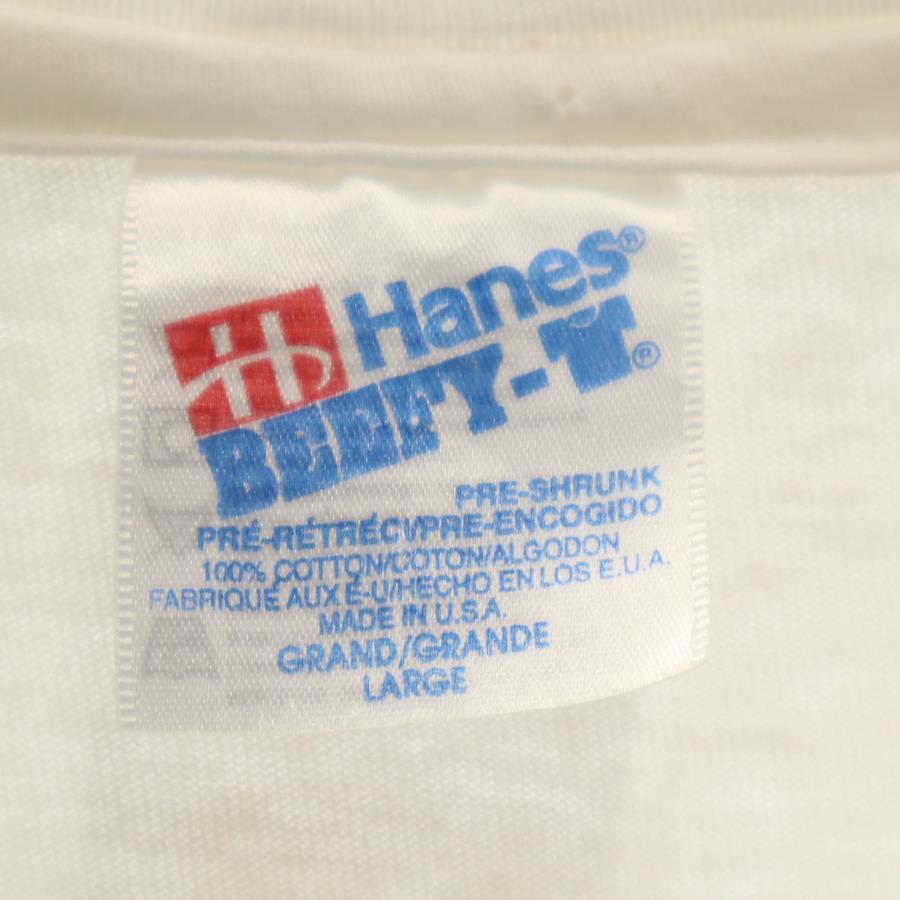 Hanes®
BEEFY-T®
PRE-SHRUNK
PRÉ-RÉTRÉCI/PRE-ENCOGIDO
100% COTTON/COTON/ALGODON
FABRIQUÉ AUX É-U/HECHO EN LOS E.U.A.
MADE IN U.S.A.
GRAND/GRANDE
LARGE